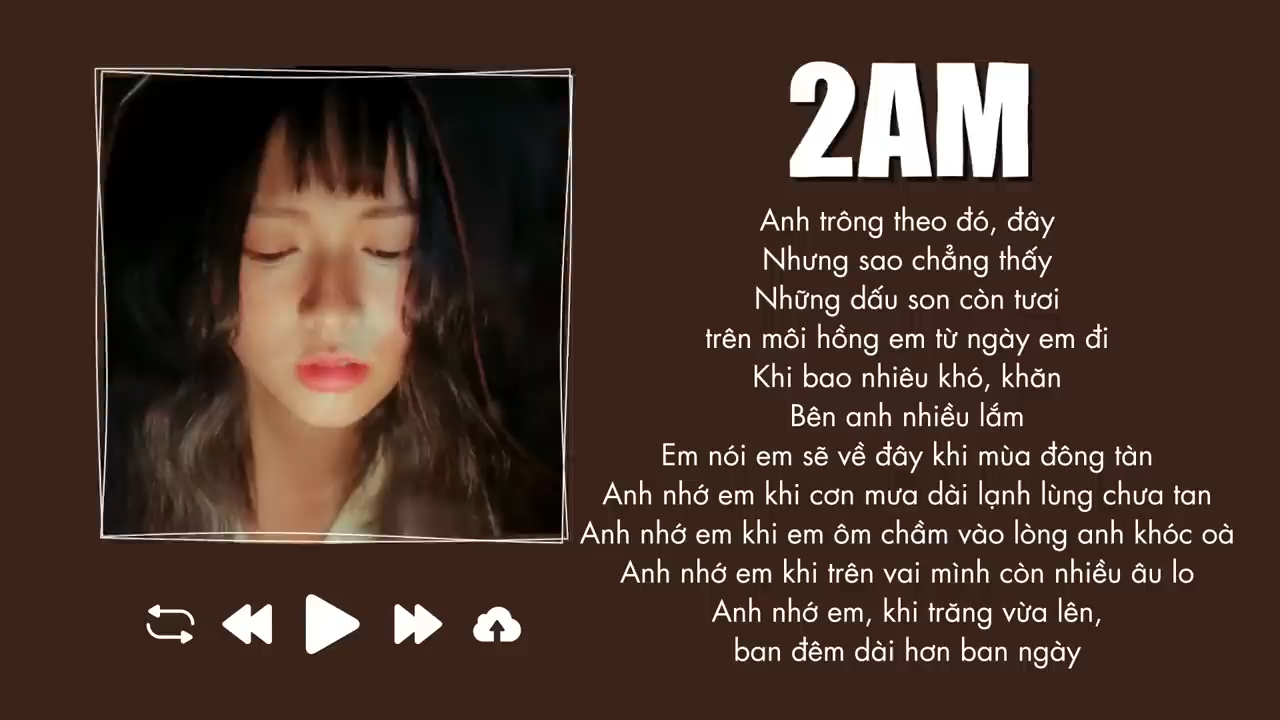 2AM
Anh trông theo đó, đây
Nhưng sao chẳng thấy
Những dấu son còn tươi
trên môi hồng em từ ngày em đi
Khi bao nhiêu khó, khăn
Bên anh nhiều lắm
Em nói em sẽ về đây khi mùa đông tàn
Anh nhớ em khi cơn mưa dài lạnh lùng chưa tan
Anh nhớ em khi em ôm chầm vào lòng anh khóc oà
Anh nhớ em khi trên vai mình còn nhiều âu lo
Anh nhớ em, khi trăng vừa lên,
ban đêm dài hơn ban ngày